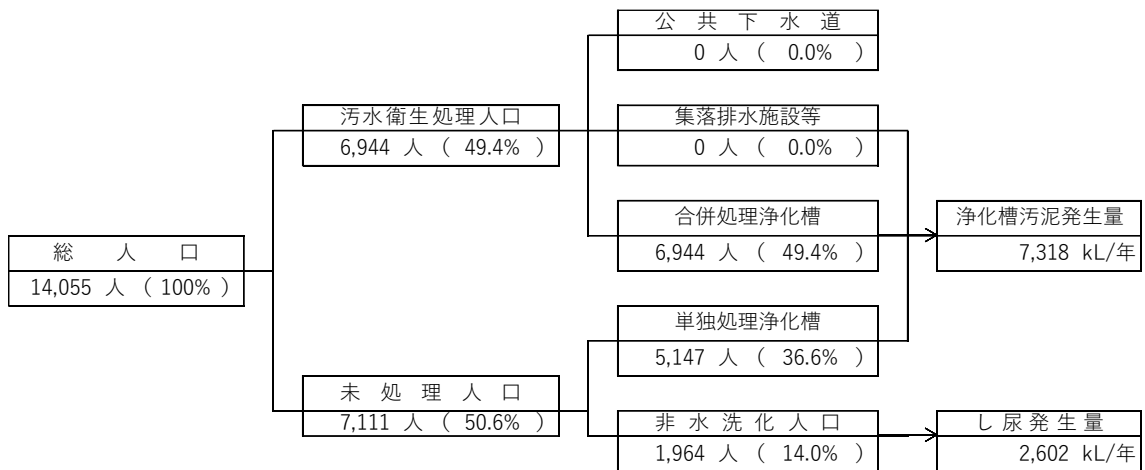 総人口
14,055 人 ( 100% )
汚水衛生処理人口
6,944 人 ( 49.4% )
未処理人口
7,111 人 ( 50.6% )
公共下水道
0 人 ( 0.0% )
集落排水施設等
0 人 ( 0.0% )
合併処理浄化槽
6,944 人 ( 49.4% )
単独処理浄化槽
5,147 人 ( 36.6% )
非水洗化人口
1,964 人 ( 14.0% )
浄化槽汚泥発生量
7,318 kL/年
し尿発生量
2,602 kL/年